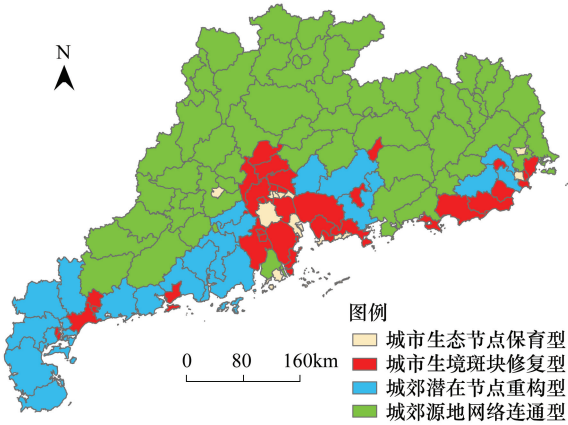 N
图例
城市生态节点保育型
城市生境斑块修复型
城郊潜在节点重构型
城郊源地网络连通型
0 80 160km